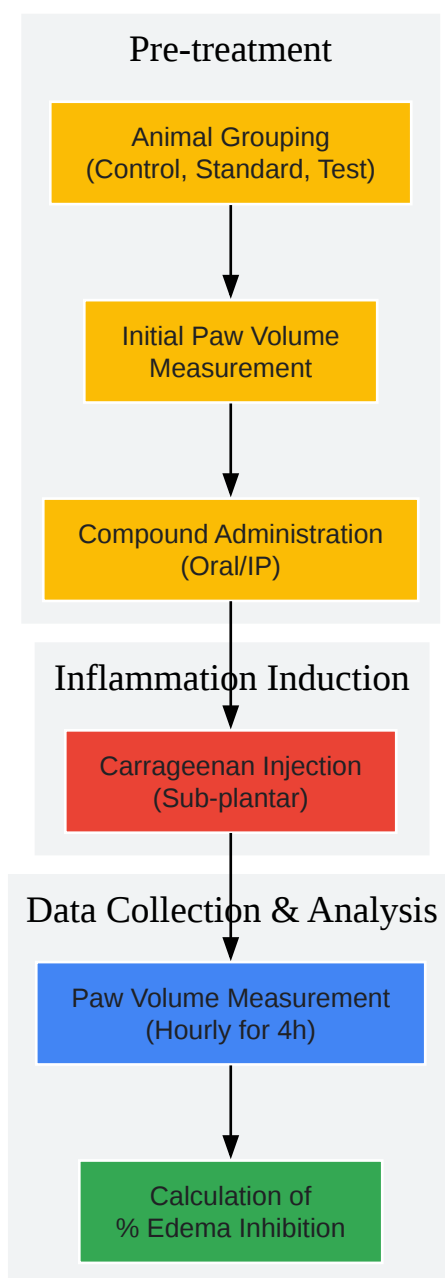 Pre-treatment
Animal Grouping
(Control, Standard, Test)
Initial Paw Volume
Measurement
Compound Administration
(Oral/IP)
Inflammation Induction
Carrageenan Injection
(Sub-plantar)
Data Collection & Analysis
Paw Volume Measurement
(Hourly for 4h)
Calculation of
% Edema Inhibition